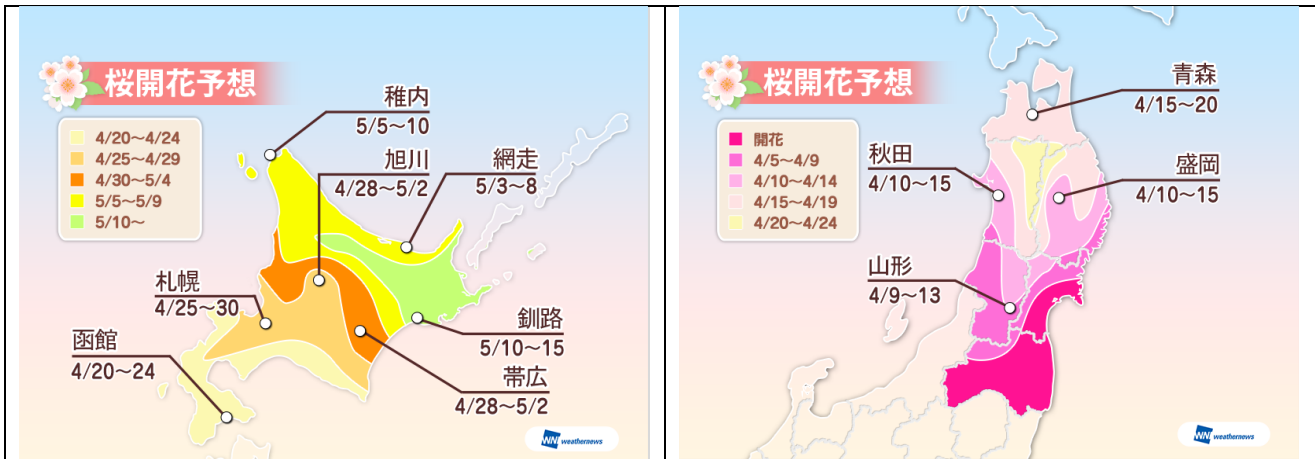 桜開花予想
4/20～4/24
4/25～4/29
4/30～5/4
5/5～5/9
5/10～
稚内
5/5～10
旭川
4/28～5/2
網走
5/3～8
札幌
4/25～30
函館
4/20～24
釧路
5/10～15
帯広
4/28～5/2
WNI weathernews
桜開花予想
開花
4/5～4/9
4/10～4/14
4/15～4/19
4/20～4/24
青森
4/15～20
秋田
4/10～15
盛岡
4/10～15
山形
4/9～13
WNI weathernews